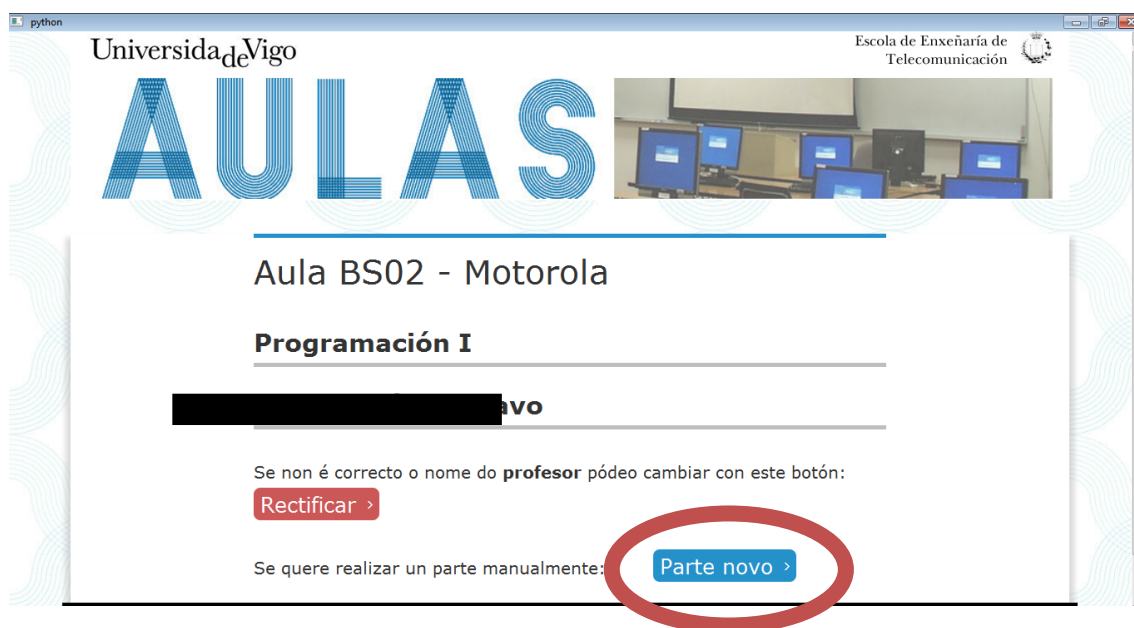 python
UniversidadeVigo
Escola de Enxeñaría de
Telecomunicación
AULAS
Aula BS02 - Motorola
Programación I
avo
Se non é correcto o nome do profesor pódeo cambiar con este botón:
Rectificar ›
Se quere realizar un parte manualmente:
Parte novo ›